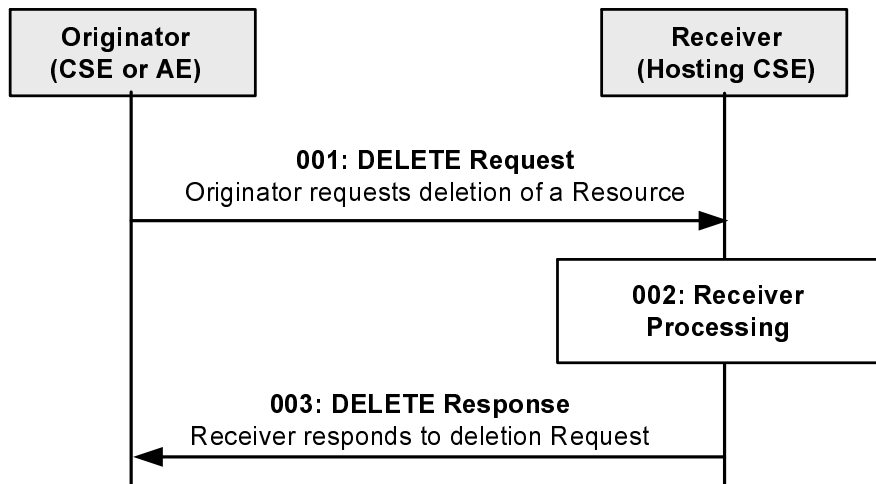 Originator
(CSE or AE)
Receiver
(Hosting CSE)
001: DELETE Request
Originator requests deletion of a Resource
002: Receiver
Processing
003: DELETE Response
Receiver responds to deletion Request